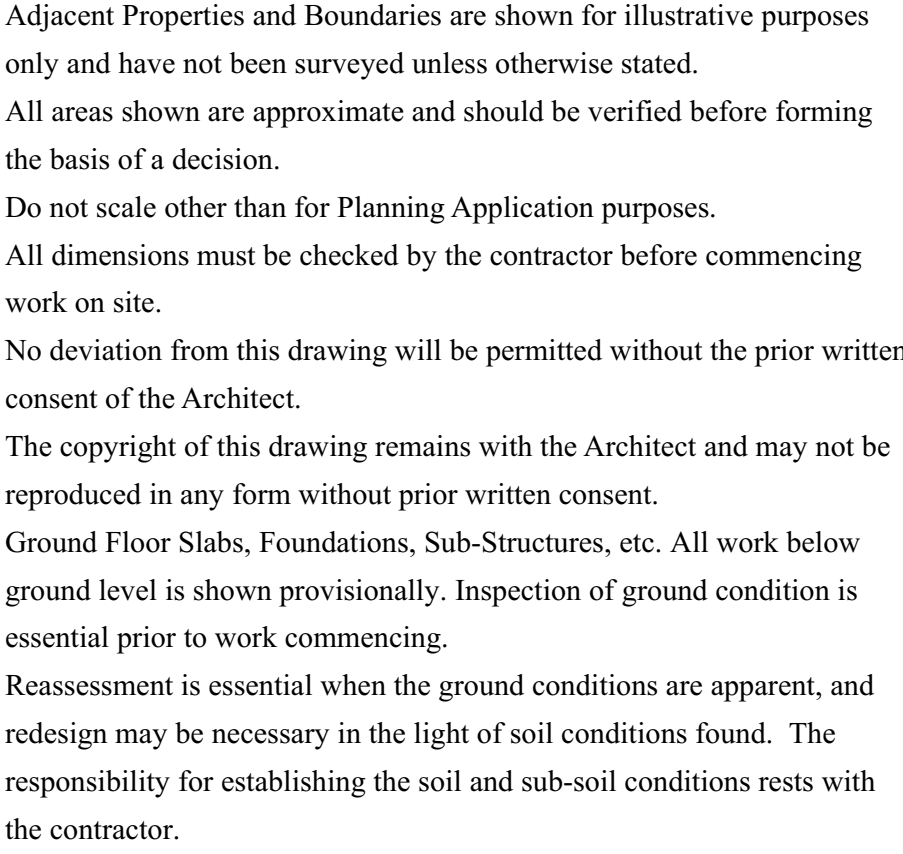 Adjacent Properties and Boundaries are shown for illustrative purposes
only and have not been surveyed unless otherwise stated.
All areas shown are approximate and should be verified before forming
the basis of a decision.
Do not scale other than for Planning Application purposes.
All dimensions must be checked by the contractor before commencing
work on site.
No deviation from this drawing will be permitted without the prior written
consent of the Architect.
The copyright of this drawing remains with the Architect and may not be
reproduced in any form without prior written consent.
Ground Floor Slabs, Foundations, Sub-Structures, etc. All work below
ground level is shown provisionally. Inspection of ground condition is
essential prior to work commencing.
Reassessment is essential when the ground conditions are apparent, and
redesign may be necessary in the light of soil conditions found.  The
responsibility for establishing the soil and sub-soil conditions rests with
the contractor.